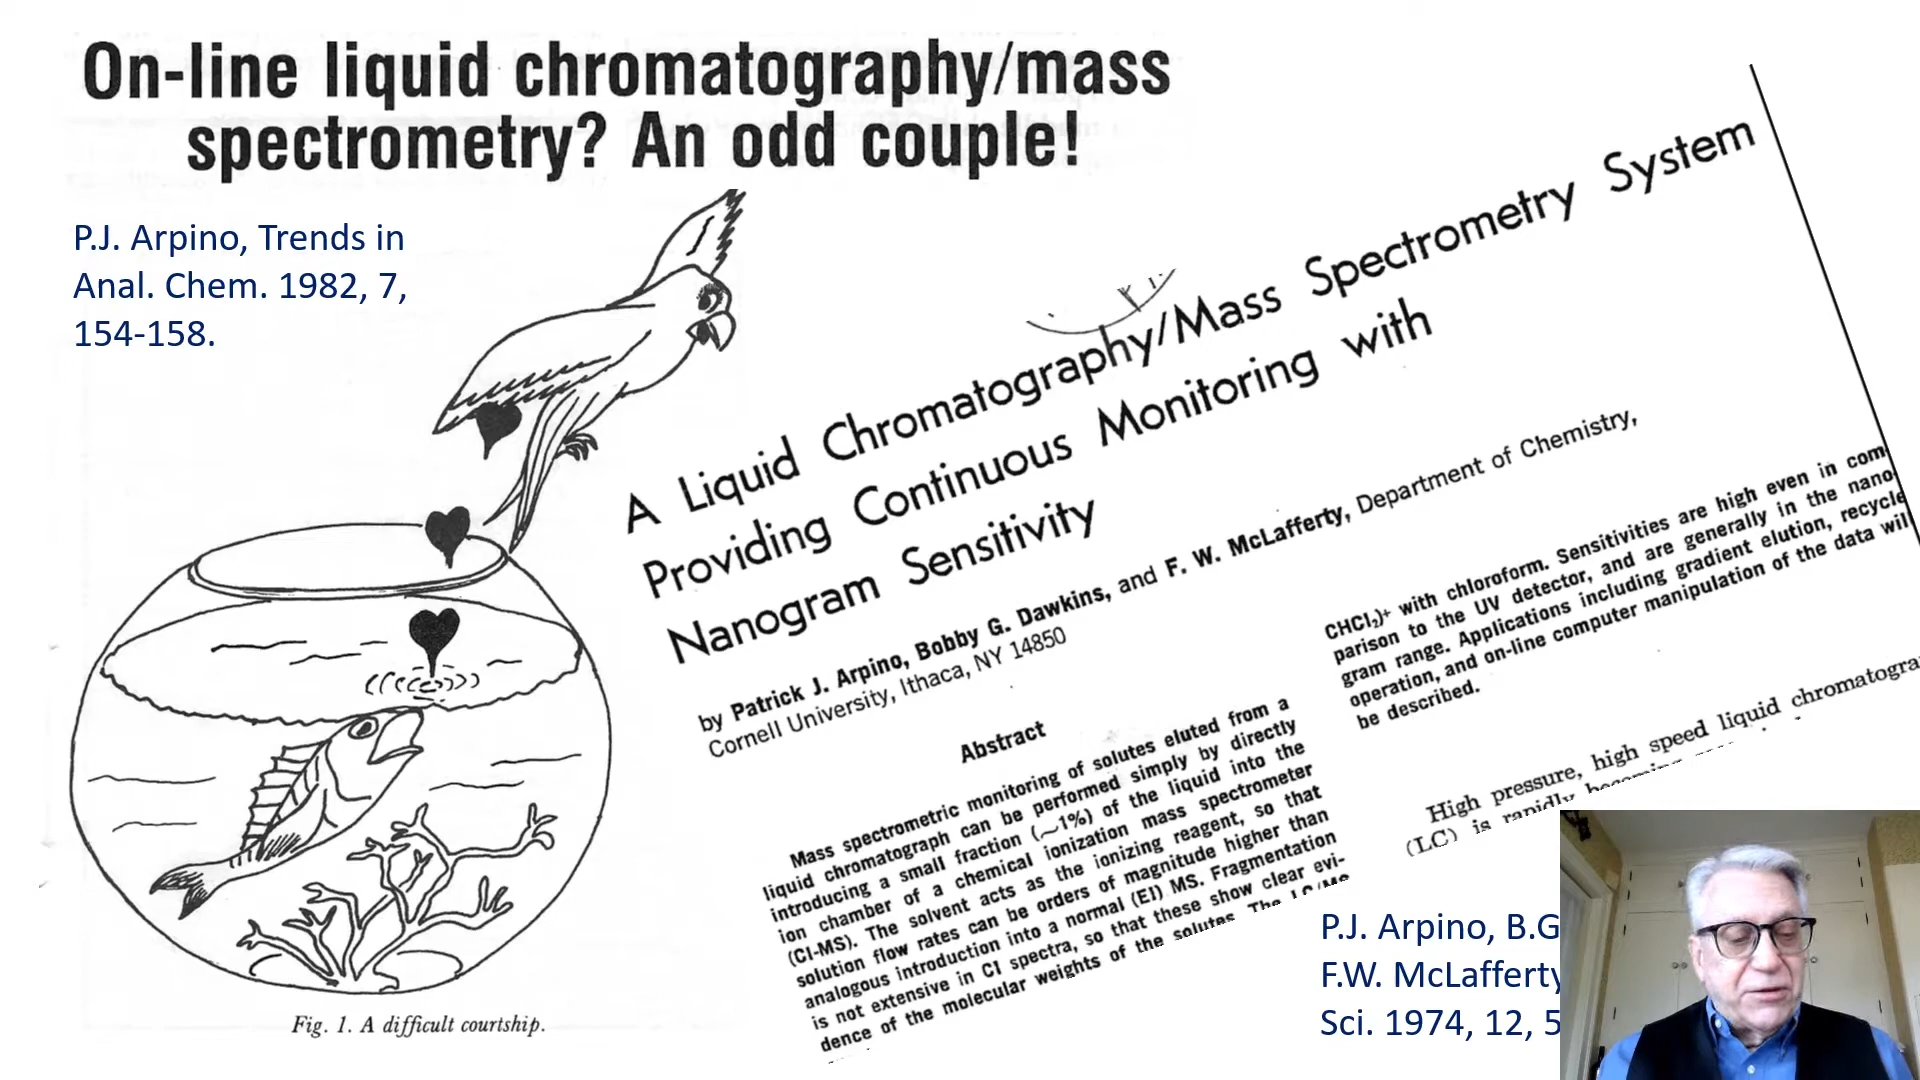 On-line liquid chromatography/mass
spectrometry? An odd couple!
P.J. Arpino, Trends in
Anal. Chem. 1982, 7,
154-158.
Fig. 1. A difficult courtship.
A Liquid Chromatography/Mass Spectrometry System
Providing Continuous Monitoring with
Nanogram Sensitivity
by Patrick J. Arpino, Bobby G. Dawkins, and F. W. McLafferty, Department of Chemistry,
Cornell University, Ithaca, NY 14850
Abstract
Mass spectrometric monitoring of solutes eluted from a
liquid chromatograph can be performed simply by directly
introducing a small fraction (~1%) of the liquid into the
ion chamber of a chemical ionization mass spectrometer
(CI-MS). The solvent acts as the ionizing reagent, so that
solution flow rates can be orders of magnitude higher than
analogous introduction into a normal (EI) MS. Fragmentation
is not extensive in CI spectra, so that these show clear evi-
dence of the molecular weights of the solutes. The LC/MS
CHCl₂)⁺ with chloroform. Sensitivities are high even in com-
parison to the UV detector, and are generally in the nano-
gram range. Applications including gradient elution, recycle
operation, and on-line computer manipulation of the data will
be described.
High pressure, high speed liquid chromatogra
(LC) is rapidly becoming
P.J. Arpino, B.G
F.W. McLafferty
Sci. 1974, 12, 5